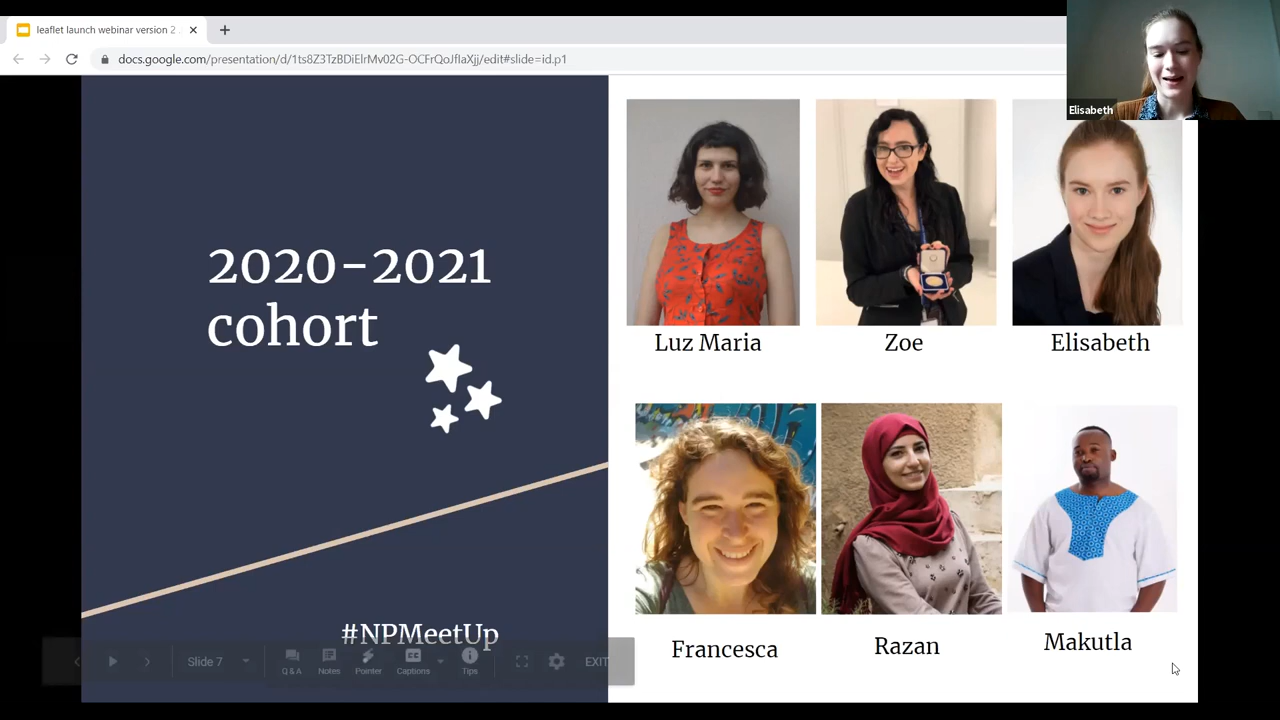 leaflet launch webinar version 2
docs.google.com/presentation/d/1ts8Z3TzBDiElrMv02G-OCFrQoJflaXjj/edit#slide=id.p1
Elisabeth
2020-2021
cohort
#NPMeetUp
Luz Maria
Zoe
Elisabeth
Francesca
Razan
Makutla
Slide 7
Q & A
Notes
Pointer
Captions
Tips
EXIT